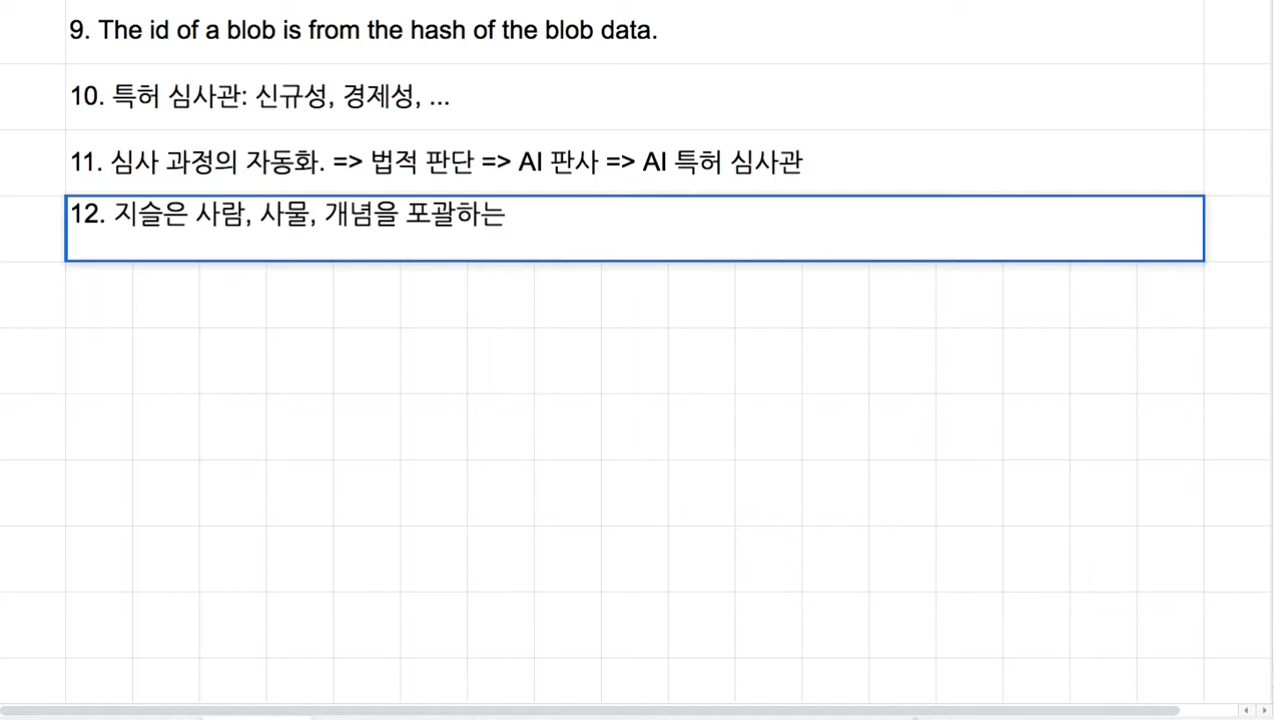 9. The id of a blob is from the hash of the blob data.
10. 특허 심사관: 신규성, 경제성, ...
11. 심사 과정의 자동화. => 법적 판단 => AI 판사 => AI 특허 심사관
12. 지슬은 사람, 사물, 개념을 포괄하는